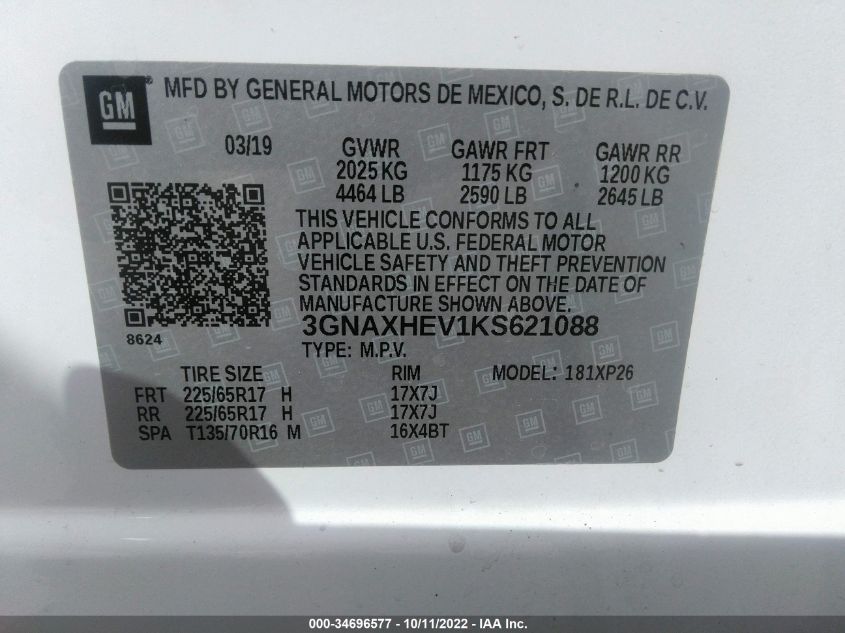 GM MFD BY GENERAL MOTORS DE MEXICO, S. DE R.L. DE C.V.
03/19 GVWR GAWR FRT GAWR RR
2025 KG 1175 KG 1200 KG
4464 LB 2590 LB 2645 LB
THIS VEHICLE CONFORMS TO ALL
APPLICABLE U.S. FEDERAL MOTOR
VEHICLE SAFETY AND THEFT PREVENTION
STANDARDS IN EFFECT ON THE DATE OF
MANUFACTURE SHOWN ABOVE.
8624 3GNAXHEV1KS621088
TYPE: M.P.V.
TIRE SIZE RIM MODEL: 181XP26
FRT 225/65R17 H 17X7J
RR 225/65R17 H 17X7J
SPA T135/70R16 M 16X4BT
000-34696577 - 10/11/2022 - IAA Inc.